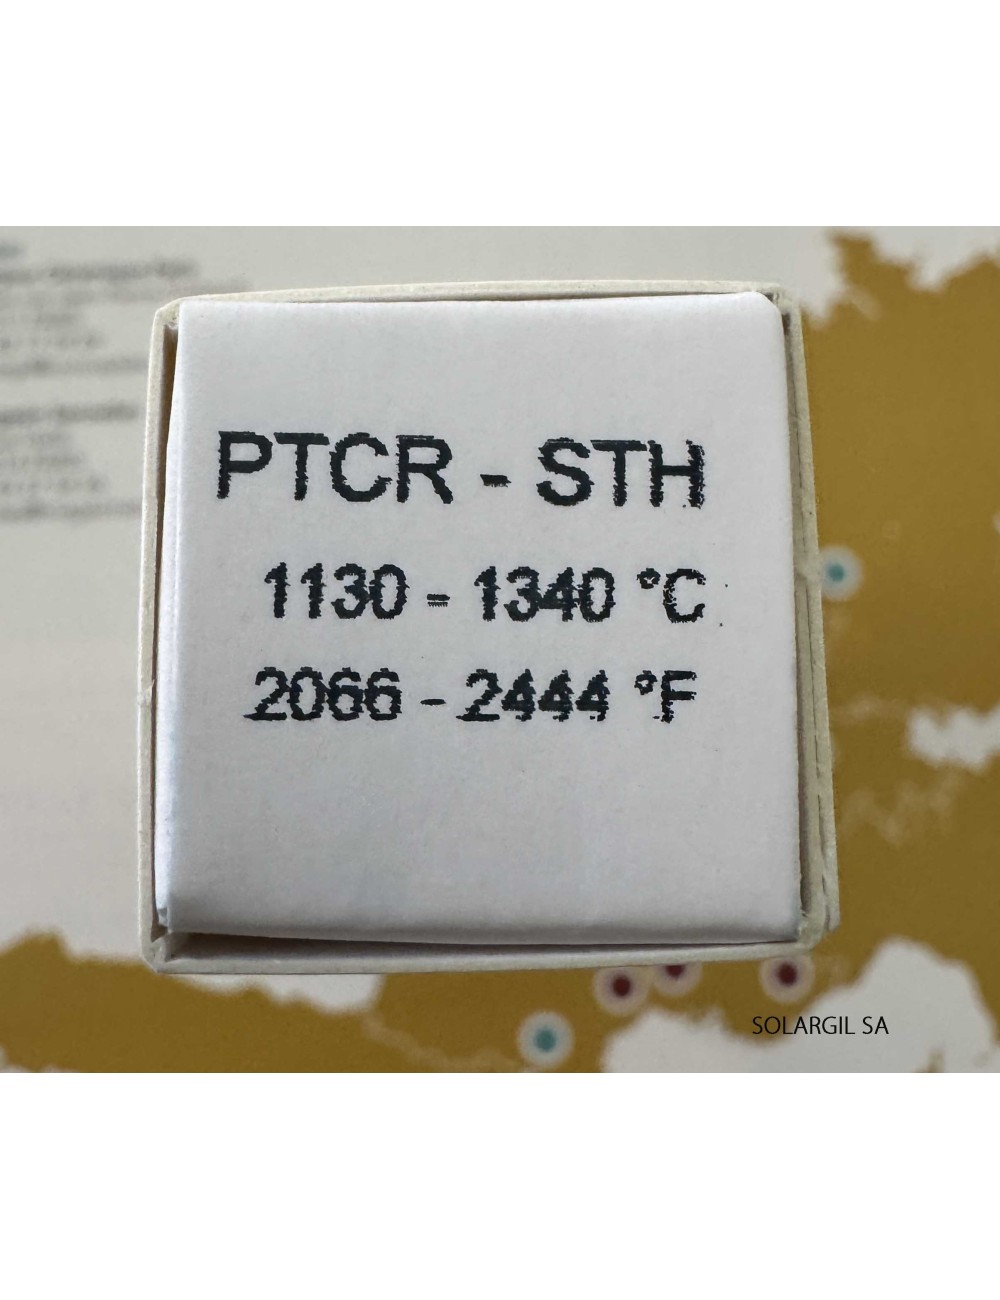 PTCR - STH
1130 - 1340 °C
2066 - 2444 °F
SOLARGIL SA